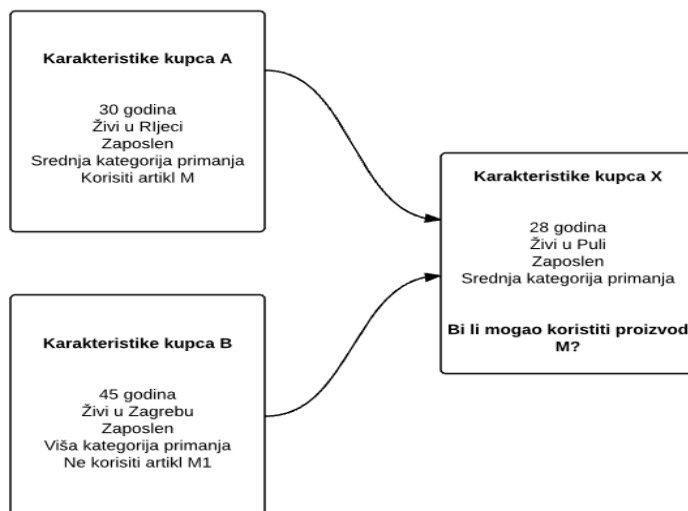 Karakteristike kupca A
30 godina
Živi u RIjeci
Zaposlen
Srednja kategorija primanja
Korisiti artikl M
Karakteristike kupca B
45 godina
Živi u Zagrebu
Zaposlen
Viša kategorija primanja
Ne korisiti artikl M1
Karakteristike kupca X
28 godina
Živi u Puli
Zaposlen
Srednja kategorija primanja
Bi li mogao koristiti proizvod
M?